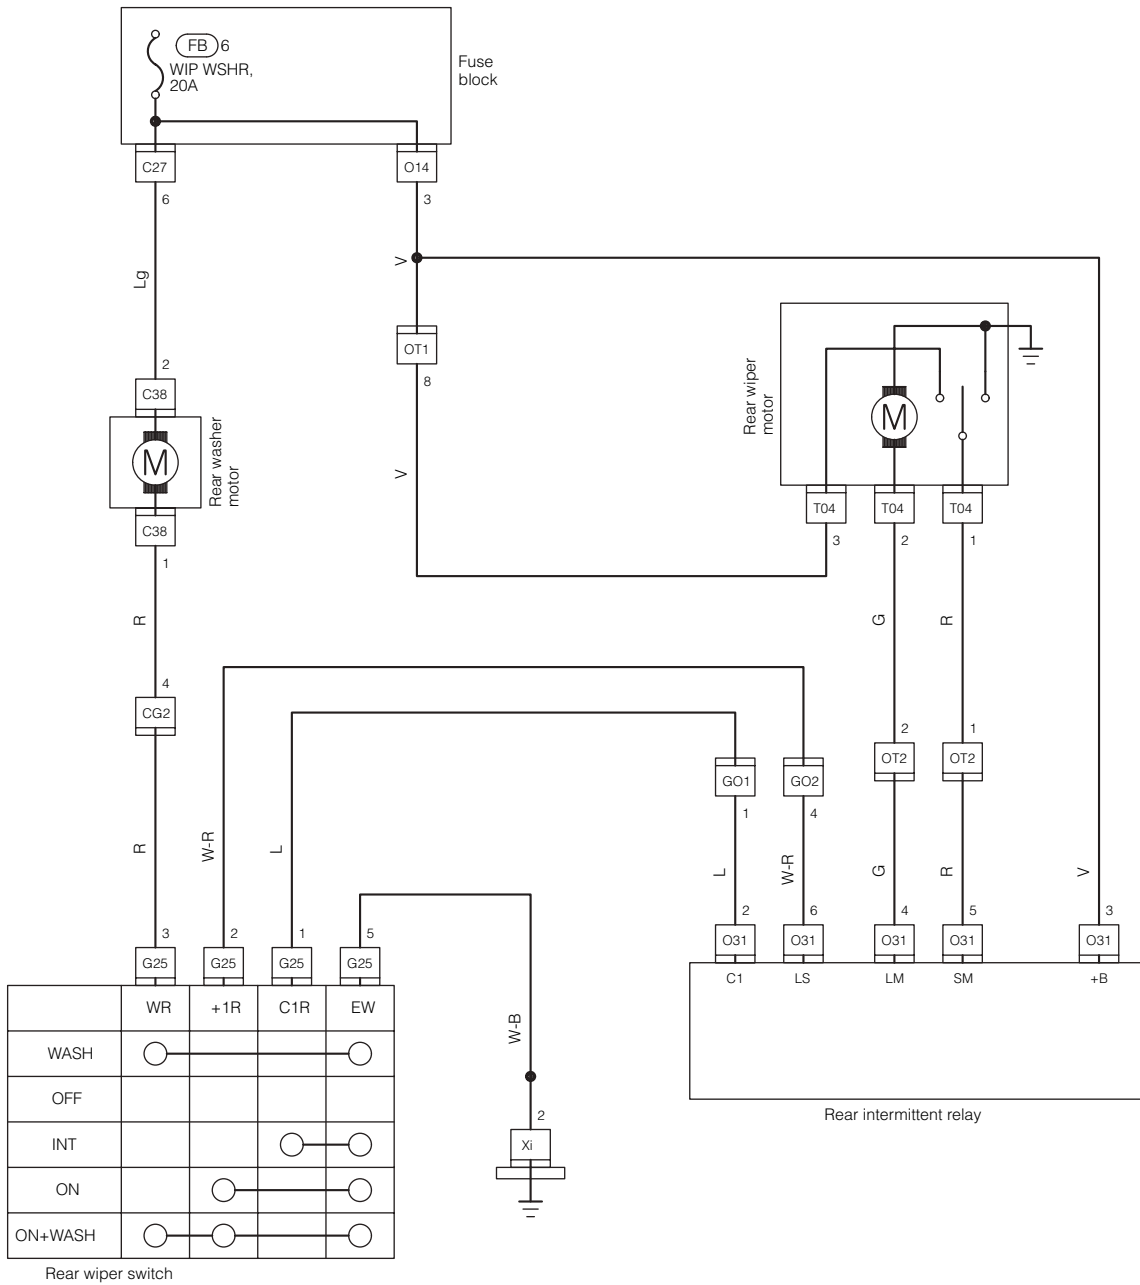 FB 6
WIP WSHR,
20A
Fuse
block
C27
O14
6
3
Lg
V
OT1
8
2
C38
V
Rear washer
motor
M
C38
1
Rear wiper
motor
M
T04
T04
T04
3
2
1
R
G
R
4
CG2
2
1
OT2
OT2
GO1
GO2
1
4
R
W-R
L
L
W-R
G
R
V
2
6
4
5
3
O31
O31
O31
O31
O31
C1
LS
LM
SM
+B
Rear intermittent relay
3
2
1
5
G25
G25
G25
G25
WR
+1R
C1R
EW
WASH
OFF
INT
ON
ON+WASH
Rear wiper switch
W-B
2
Xi